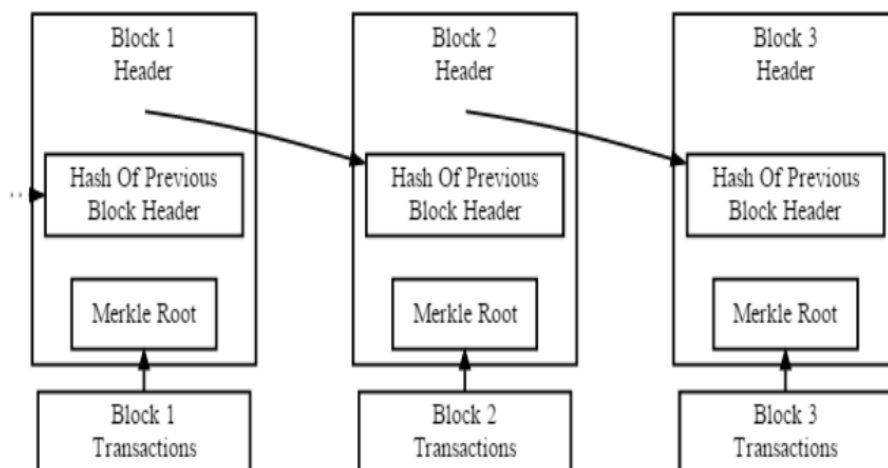 Block 1
Header
Block 2
Header
Block 3
Header
Hash Of Previous
Block Header
Hash Of Previous
Block Header
Hash Of Previous
Block Header
Merkle Root
Merkle Root
Merkle Root
Block 1
Transactions
Block 2
Transactions
Block 3
Transactions